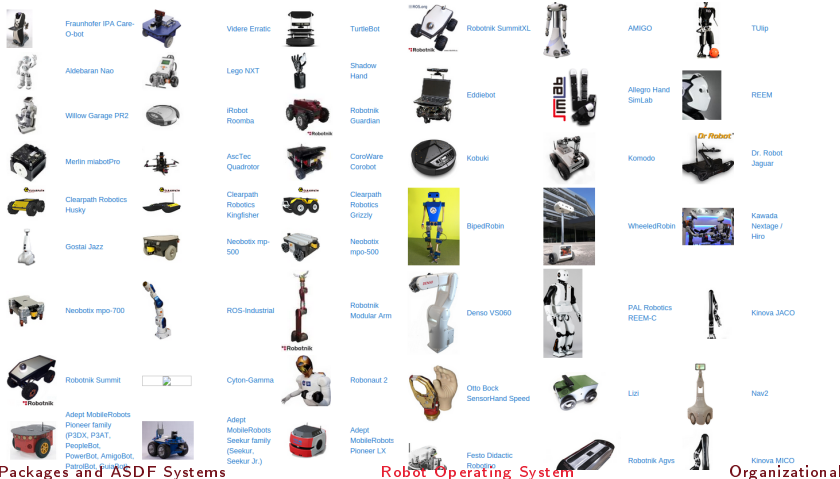 Fraunhofer IPA Care-
O-bot
Videre Erratic
TurtleBot
Robotnik SummitXL
AMIGO
TUlip
Aldebaran Nao
Lego NXT
Shadow
Hand
Eddiebot
SimLab
Allegro Hand
SimLab
REEM
Willow Garage PR2
iRobot
Roomba
Robotnik
Guardian
Robotnik
Merlin miabotPro
AscTec
Quadrotor
CoroWare
Corobot
Kobuki
Komodo
Dr Robot
Dr. Robot
Jaguar
Clearpath Robotics
Husky
Clearpath
Robotics
Kingfisher
Clearpath
Robotics
Grizzly
BipedRobin
WheeledRobin
Kawada
Nextage /
Hiro
Gostai Jazz
Neobotix mp-
500
Neobotix
mpo-500
Neobotix mpo-700
ROS-Industrial
Robotnik
Modular Arm
Robotnik
Denso VS060
PAL Robotics
REEM-C
Kinova JACO
Robotnik Summit
Robotnik
Cyton-Gamma
Robonaut 2
Otto Bock
SensorHand Speed
Lizi
Nav2
Adept MobileRobots
Pioneer family
(P3DX, P3AT,
PeopleBot,
PowerBot, AmigoBot,
PatrolBot, GuiaBot)
Adept
MobileRobots
Seekur family
(Seekur,
Seekur Jr.)
Adept
MobileRobots
Pioneer LX
Festo Didactic
Robotino
Robotnik Agvs
Kinova MICO
Packages and ASDF Systems
Robot Operating System
Organizational